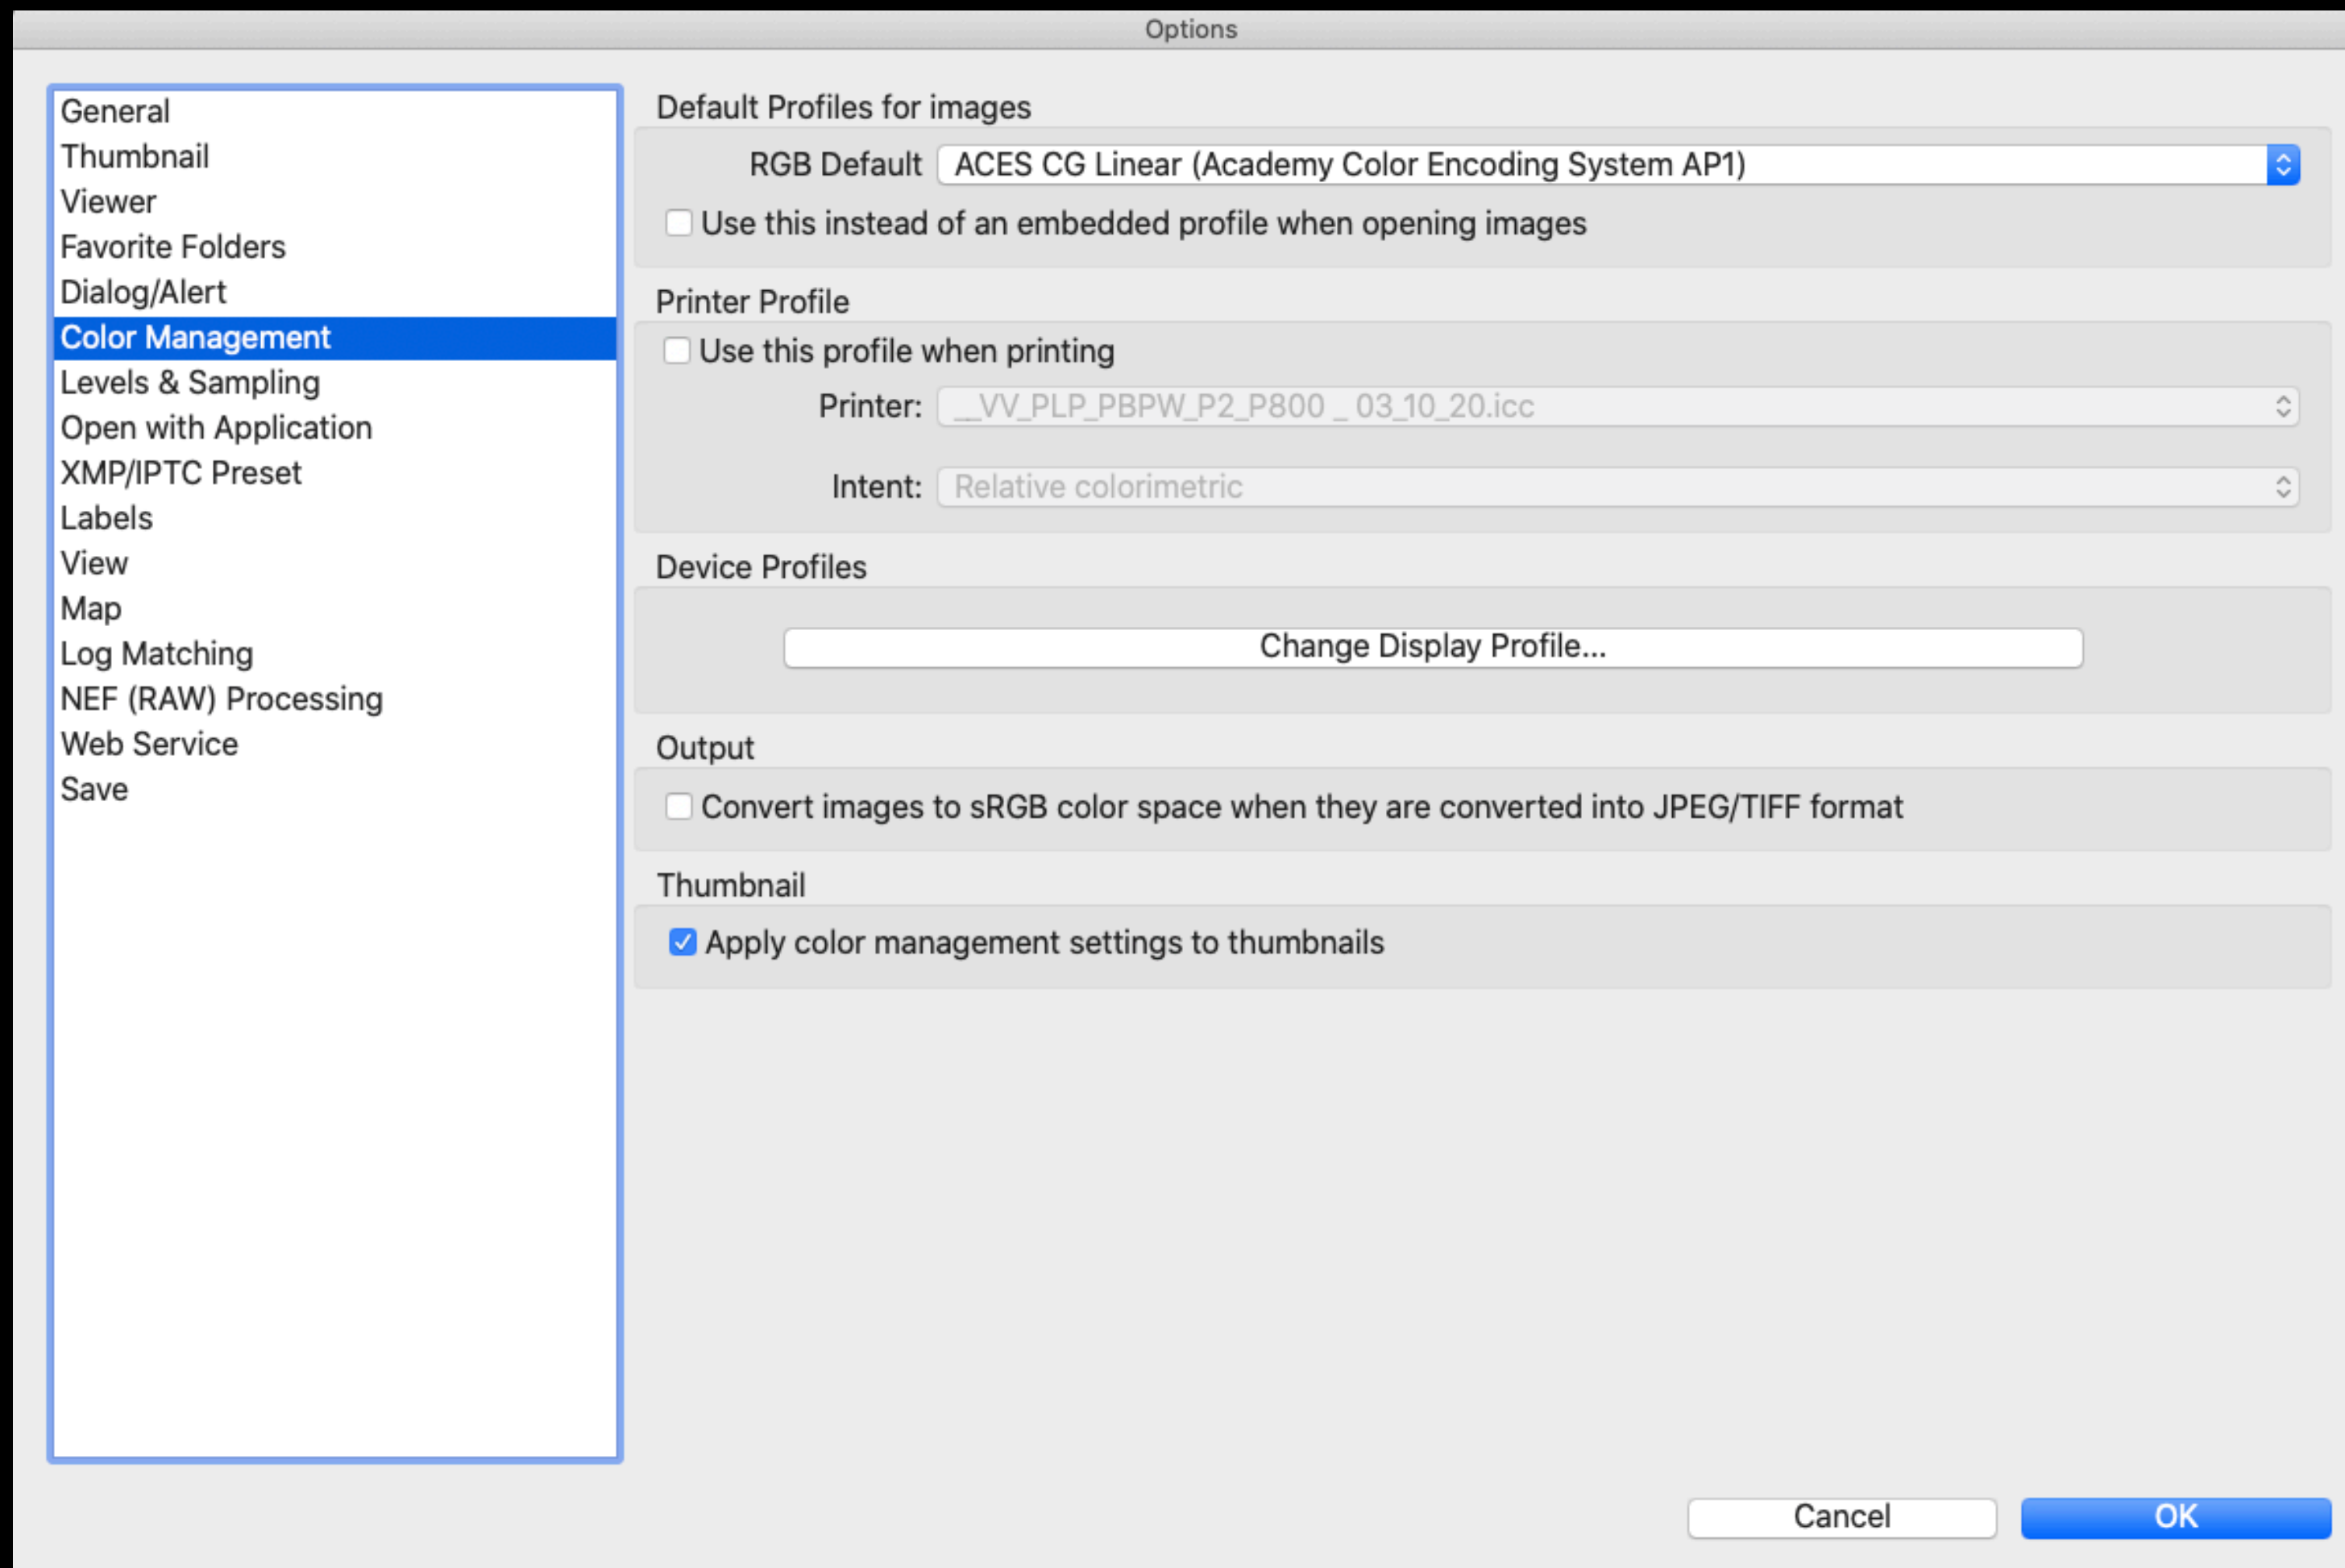 Options
General
Thumbnail
Viewer
Favorite Folders
Dialog/Alert
Color Management
Levels & Sampling
Open with Application
XMP/IPTC Preset
Labels
View
Map
Log Matching
NEF (RAW) Processing
Web Service
Save
Default Profiles for images
RGB Default ACES CG Linear (Academy Color Encoding System AP1)
Use this instead of an embedded profile when opening images
Printer Profile
Use this profile when printing
Printer: __VV_PLP_PBPW_P2_P800 _ 03_10_20.icc
Intent: Relative colorimetric
Device Profiles
Change Display Profile...
Output
Convert images to sRGB color space when they are converted into JPEG/TIFF format
Thumbnail
Apply color management settings to thumbnails
Cancel OK